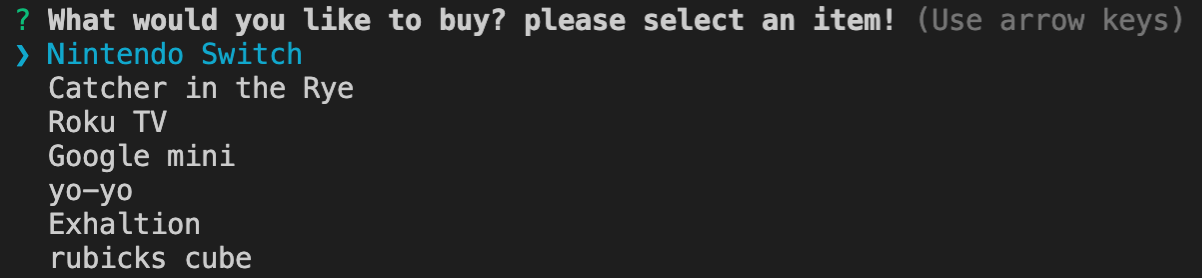 ? What would you like to buy? please select an item! (Use arrow keys)
❯ Nintendo Switch
Catcher in the Rye
Roku TV
Google mini
yo-yo
Exhaltion
rubicks cube